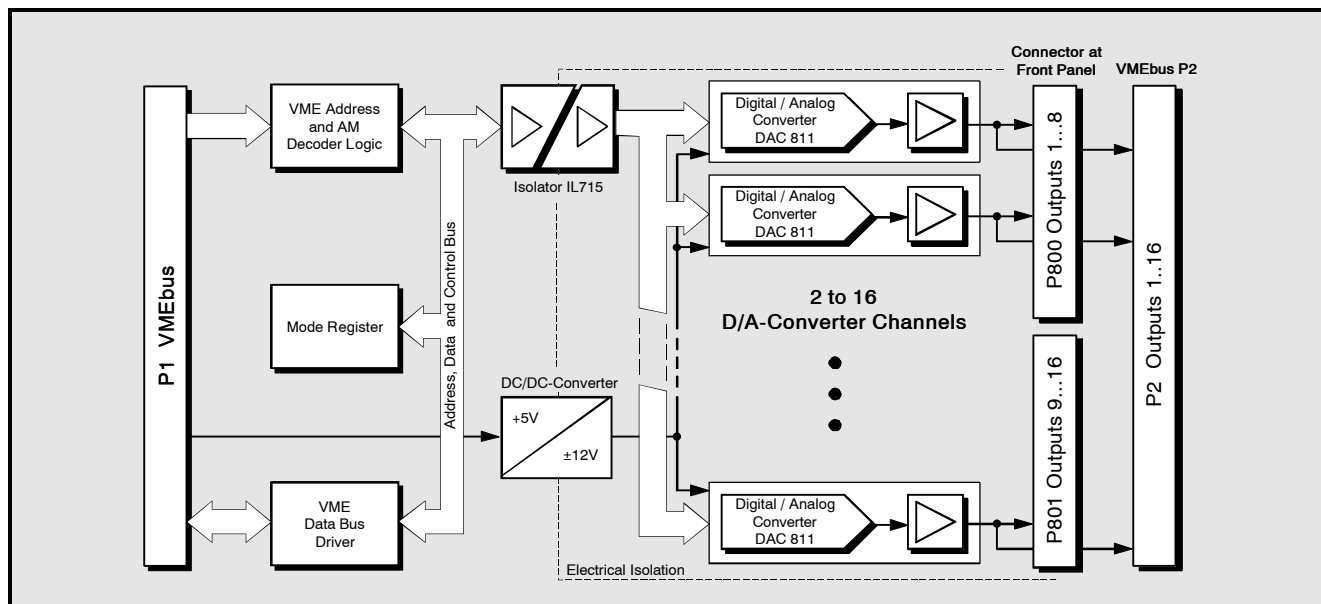 Connector at
Front Panel
VMEbus P2
P1 VMEbus
VME Address
and AM
Decoder Logic
Mode Register
VME
Data Bus
Driver
Address, Data and Control Bus
Isolator IL715
DC/DC-Converter
+5V
±12V
Electrical Isolation
Digital / Analog
Converter
DAC 811
Digital / Analog
Converter
DAC 811
2 to 16
D/A-Converter Channels
Digital / Analog
Converter
DAC 811
P800 Outputs 1...8
P801 Outputs 9...16
P2 Outputs 1..16